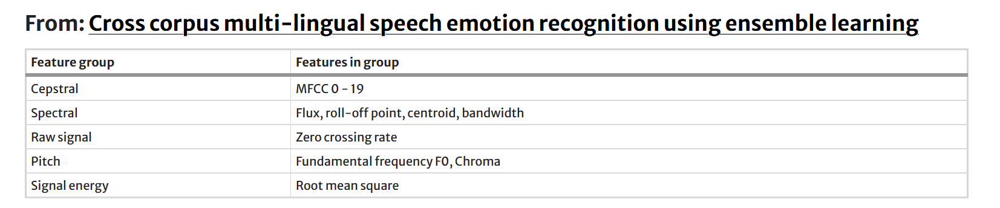 From: Cross corpus multi-lingual speech emotion recognition using ensemble learning
Feature group Features in group
Cepstral MFCC 0 - 19
Spectral Flux, roll-off point, centroid, bandwidth
Raw signal Zero crossing rate
Pitch Fundamental frequency F0, Chroma
Signal energy Root mean square